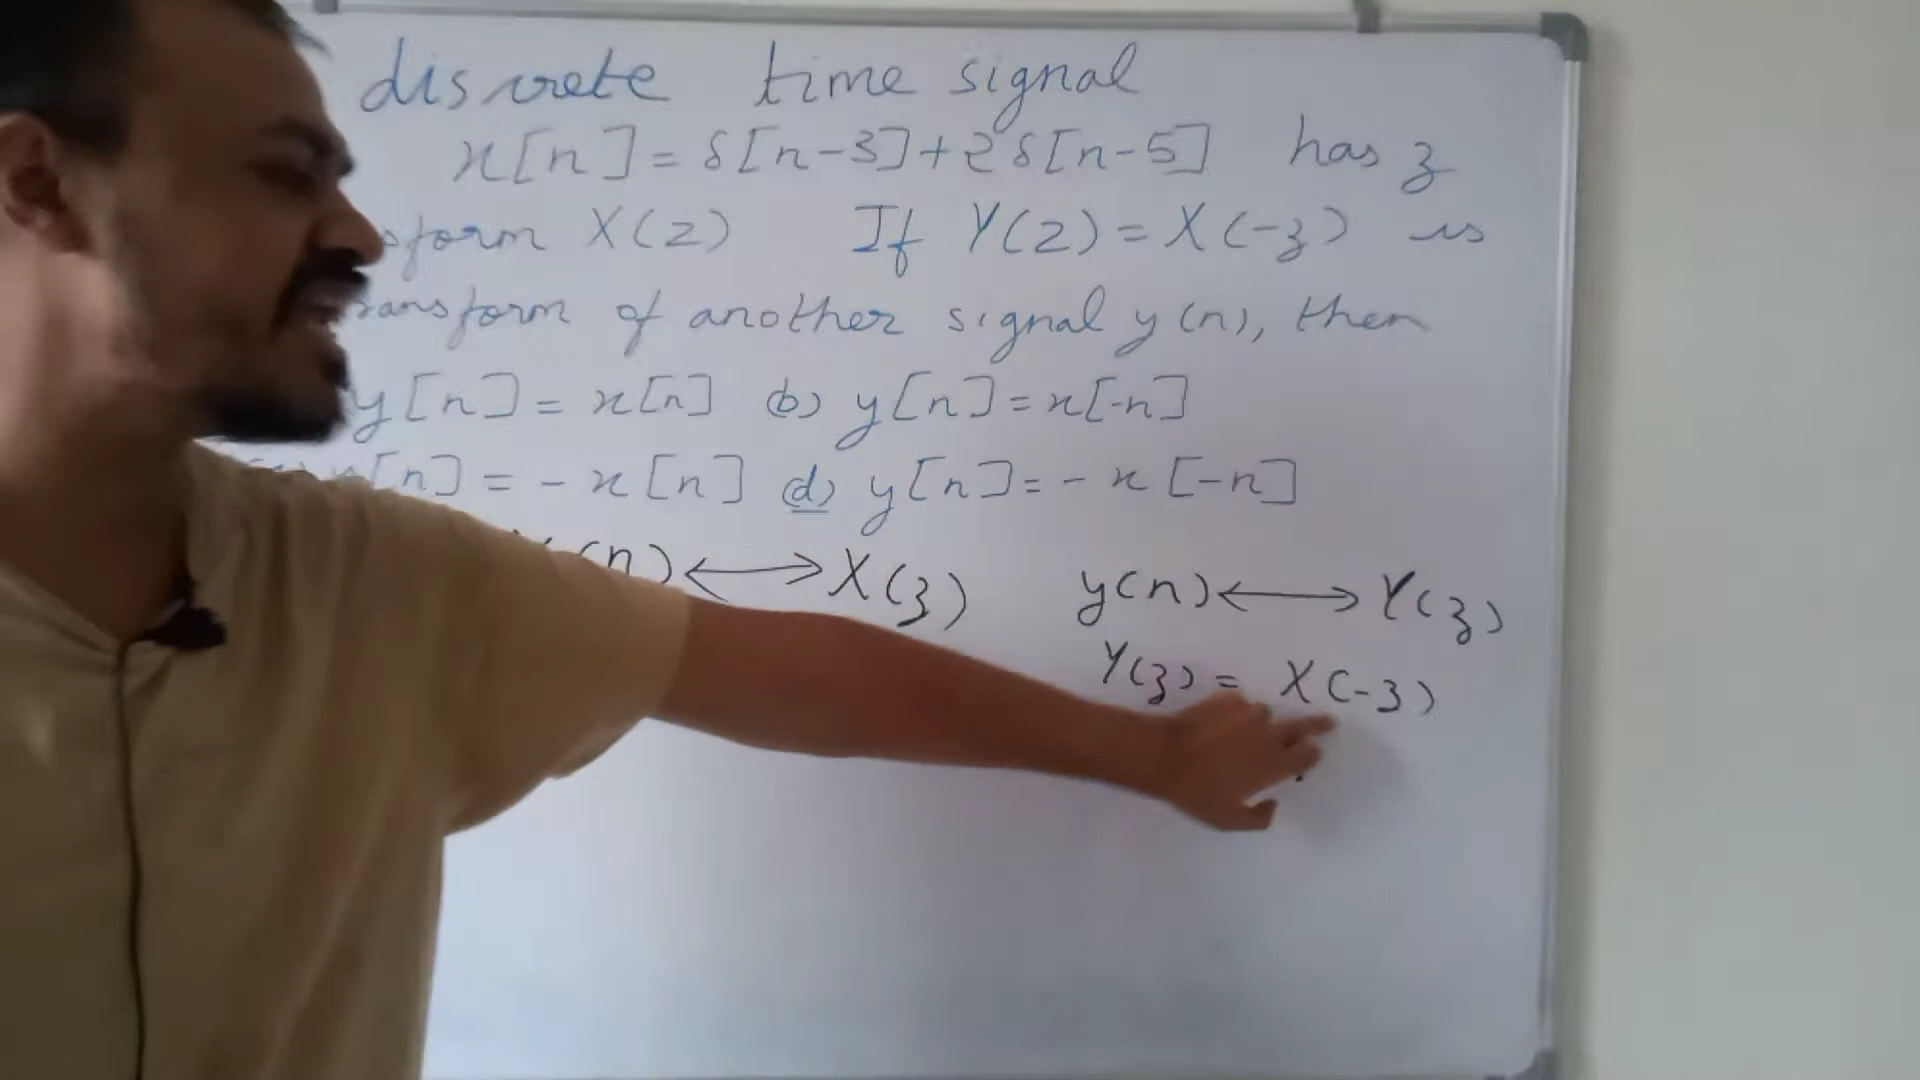 discrete time signal
x[n] = δ[n-3]+2δ[n-5] has z
sform X(z) If Y(z) = X(-z) is
ransform of another signal y(n), then
y[n] = x[n] (b) y[n] = x[-n]
[n] = - x[n] (d) y[n] = - x[-n]
(n) ⟷ X(z) y(n) ⟷ Y(z)
Y(z) = X(-z)